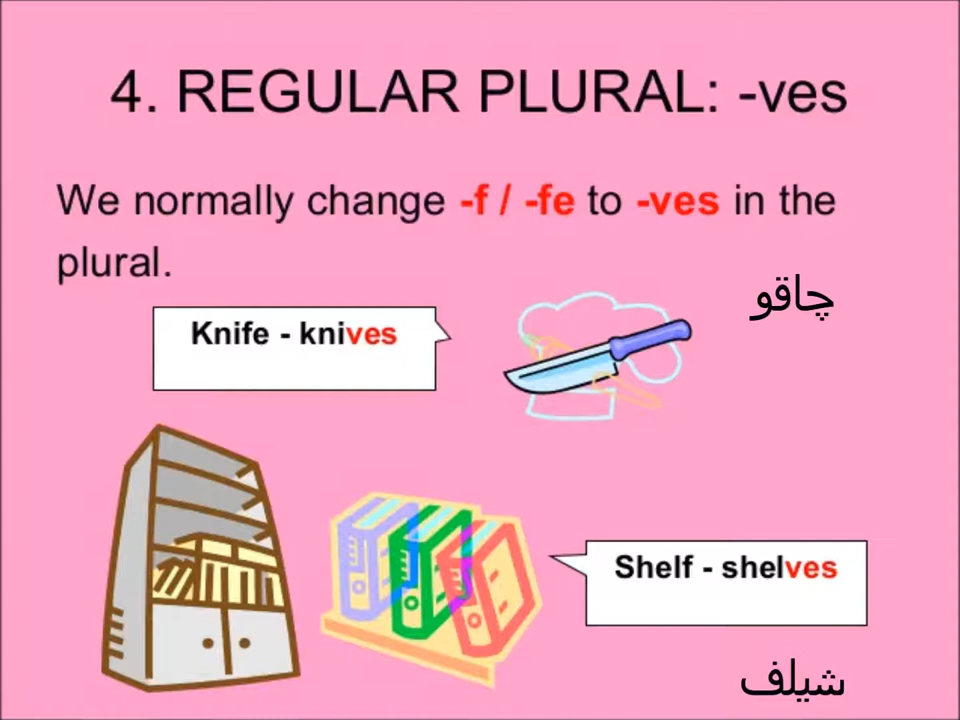 4. REGULAR PLURAL: -ves
We normally change -f / -fe to -ves in the
plural.
چاقو
Knife - knives
Shelf - shelves
شیلف